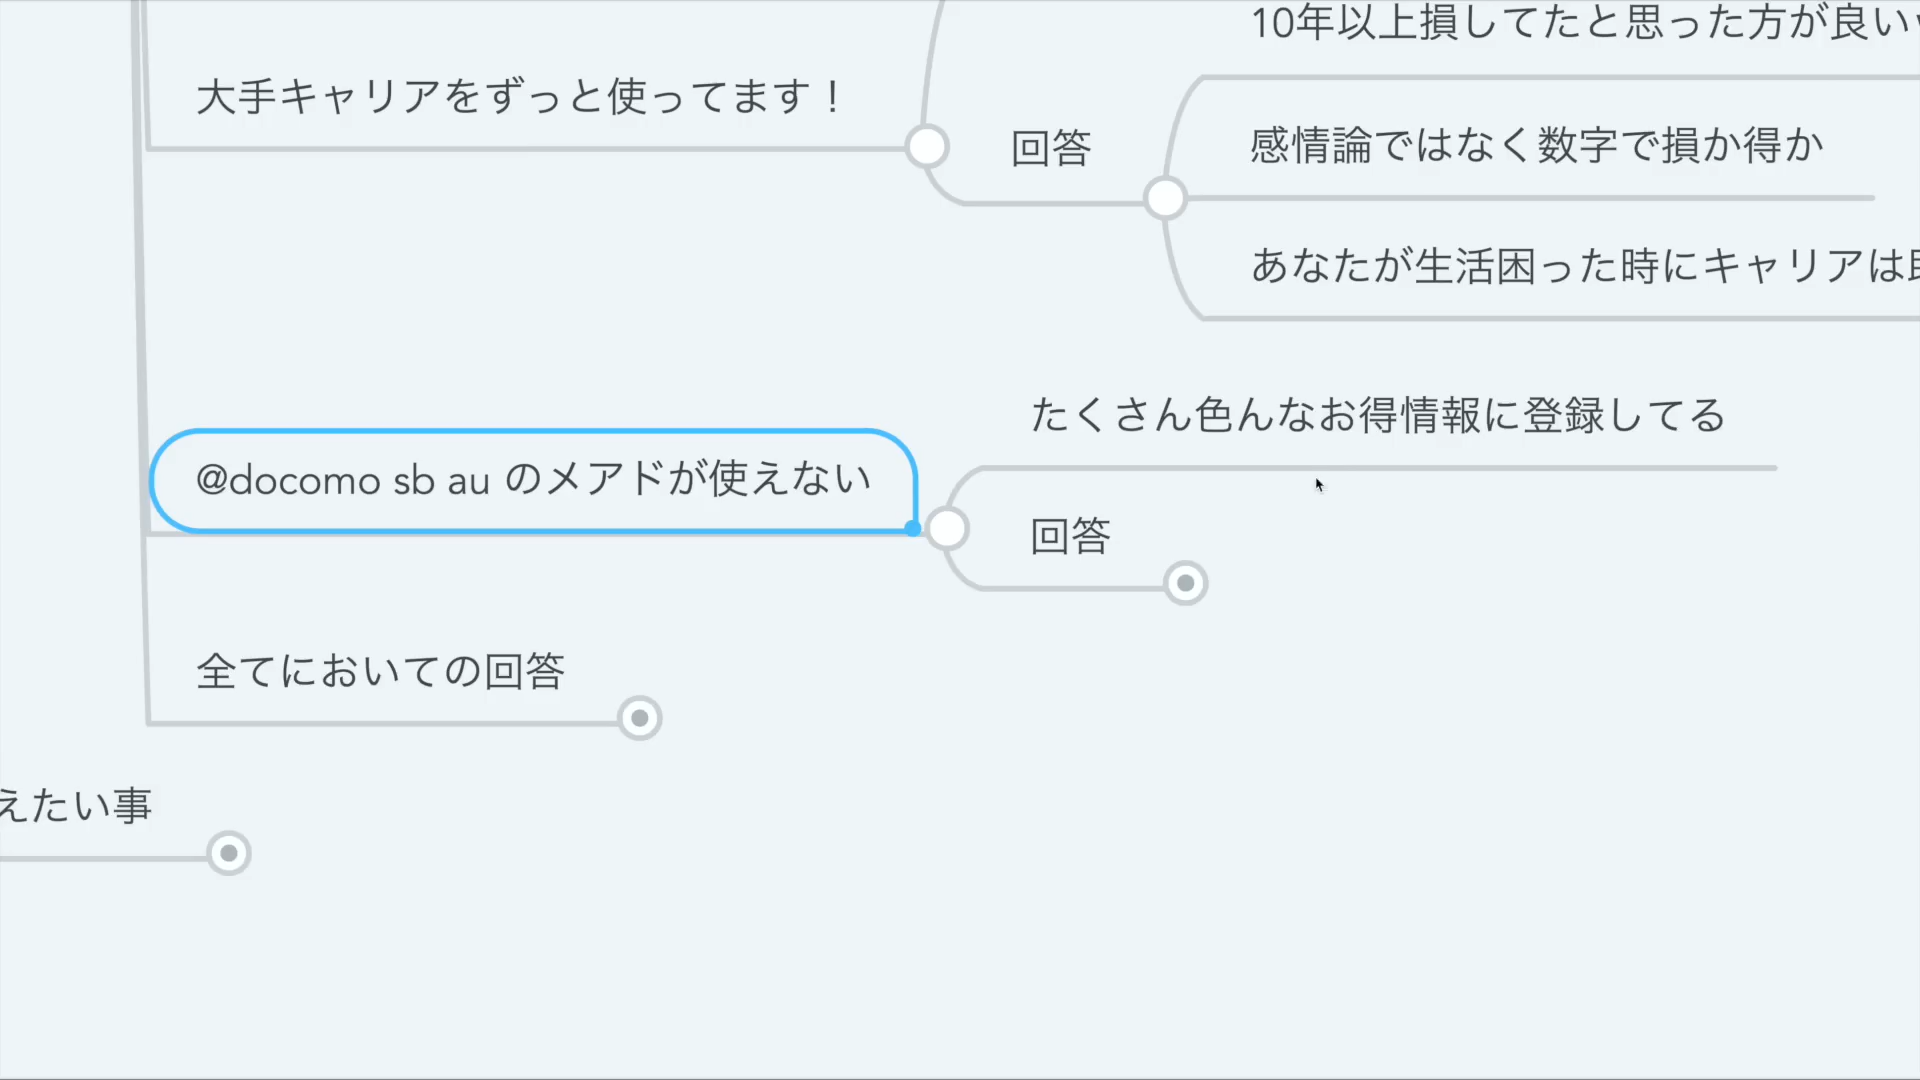 10年以上損してたと思った方が良い
大手キャリアをずっと使ってます！
回答
感情論ではなく数字で損か得か
あなたが生活困った時にキャリアは
たくさん色んなお得情報に登録してる
@docomo sb au のメアドが使えない
回答
全てにおいての回答
えたい事